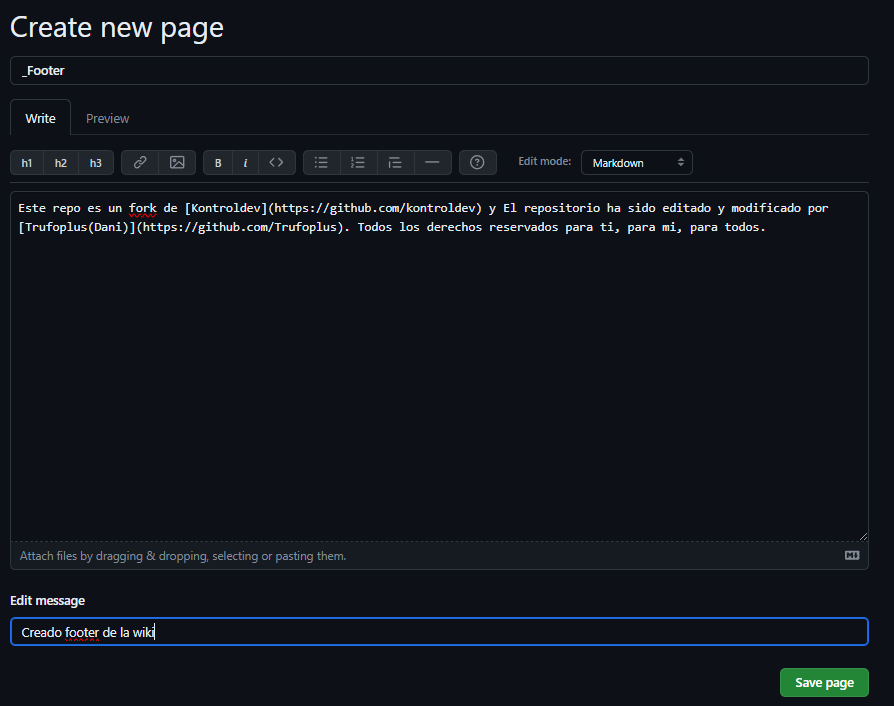 Create new page
_Footer
Write Preview
h1 h2 h3 B i <> ? Edit mode: Markdown
Este repo es un fork de [Kontroldev](https://github.com/kontroldev) y El repositorio ha sido editado y modificado por
[Trufoplus(Dani)](https://github.com/Trufoplus). Todos los derechos reservados para ti, para mi, para todos.
Attach files by dragging & dropping, selecting or pasting them.
Edit message
Creado footer de la wiki
Save page